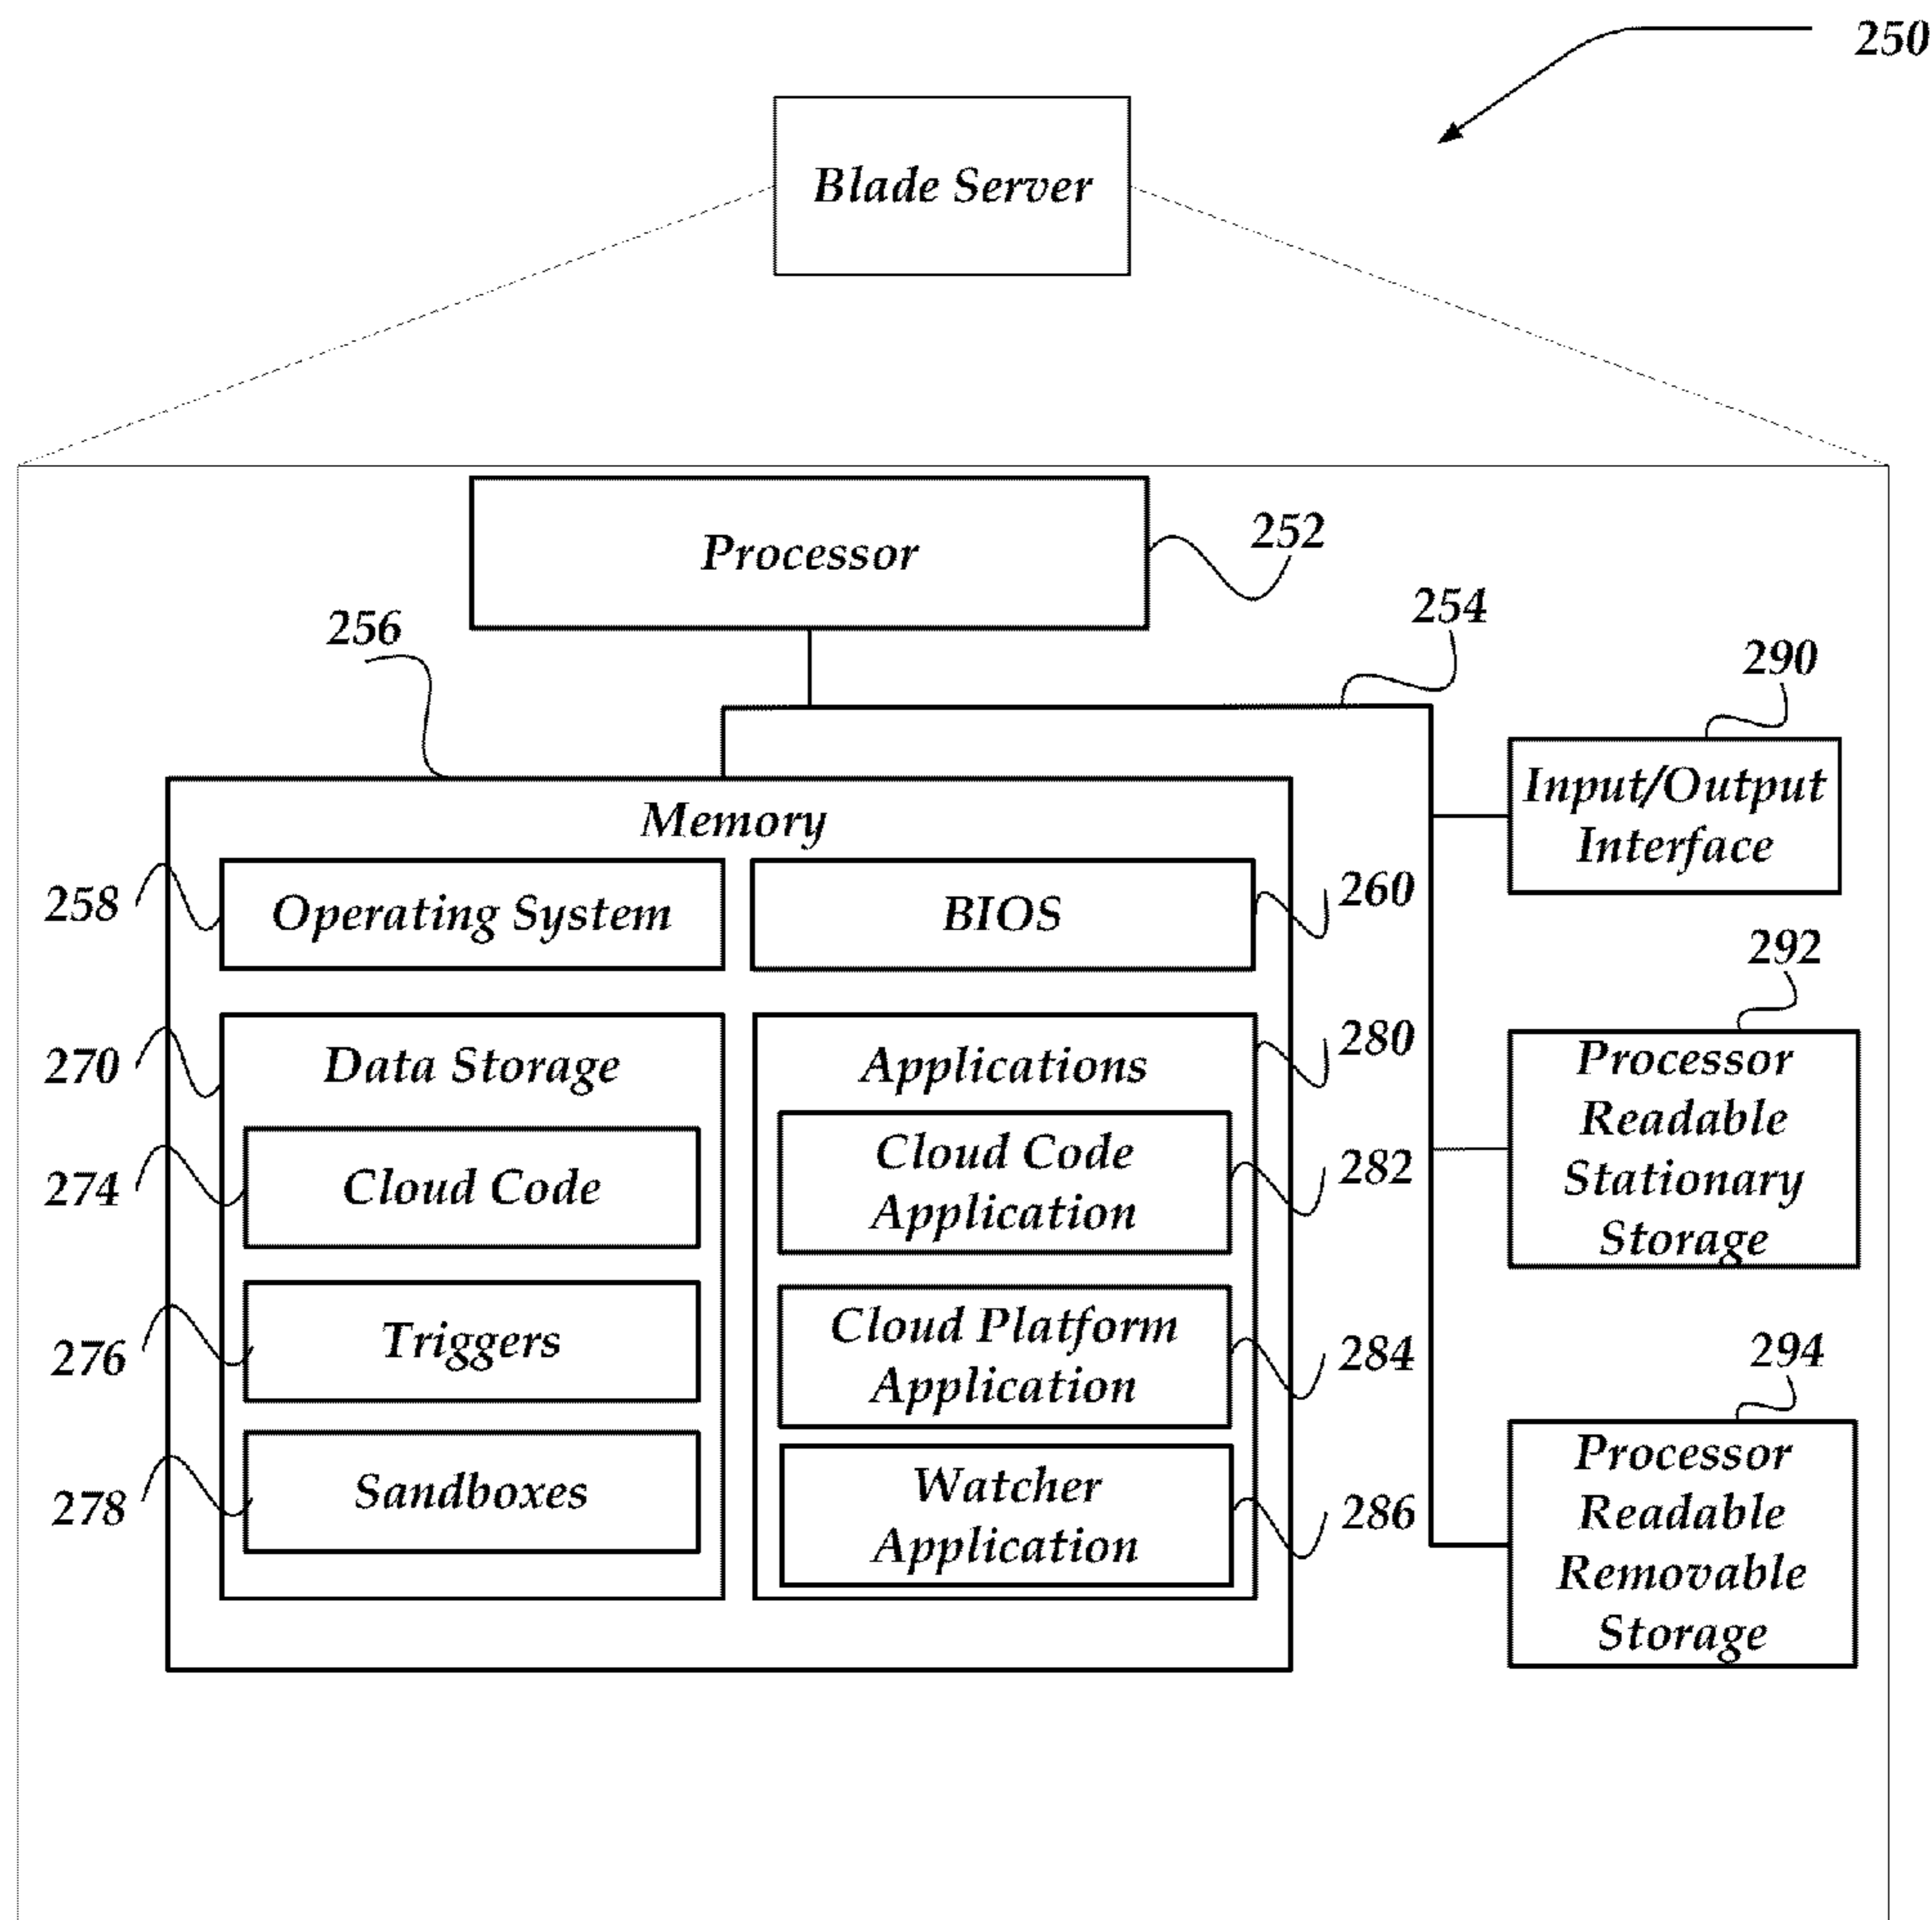 250
Blade Server
Processor
252
256
254
290
Input/Output
Interface
Memory
258
Operating System
BIOS
260
292
270
Data Storage
Applications
280
Processor
Readable
Stationary
Storage
274
Cloud Code
Cloud Code
Application
282
276
Triggers
Cloud Platform
Application
284
294
278
Sandboxes
Watcher
Application
286
Processor
Readable
Removable
Storage